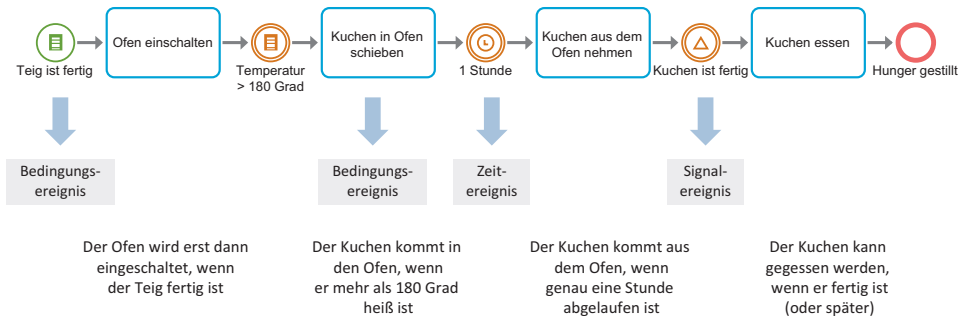 Teig ist fertig
Ofen einschalten
Temperatur
> 180 Grad
Kuchen in Ofen
schieben
1 Stunde
Kuchen aus dem
Ofen nehmen
Kuchen ist fertig
Kuchen essen
Hunger gestillt
Bedingungs-
ereignis
Bedingungs-
ereignis
Zeit-
ereignis
Signal-
ereignis
Der Ofen wird erst dann
eingeschaltet, wenn
der Teig fertig ist
Der Kuchen kommt in
den Ofen, wenn
er mehr als 180 Grad
heiß ist
Der Kuchen kommt aus
dem Ofen, wenn
genau eine Stunde
abgelaufen ist
Der Kuchen kann
gegessen werden,
wenn er fertig ist
(oder später)